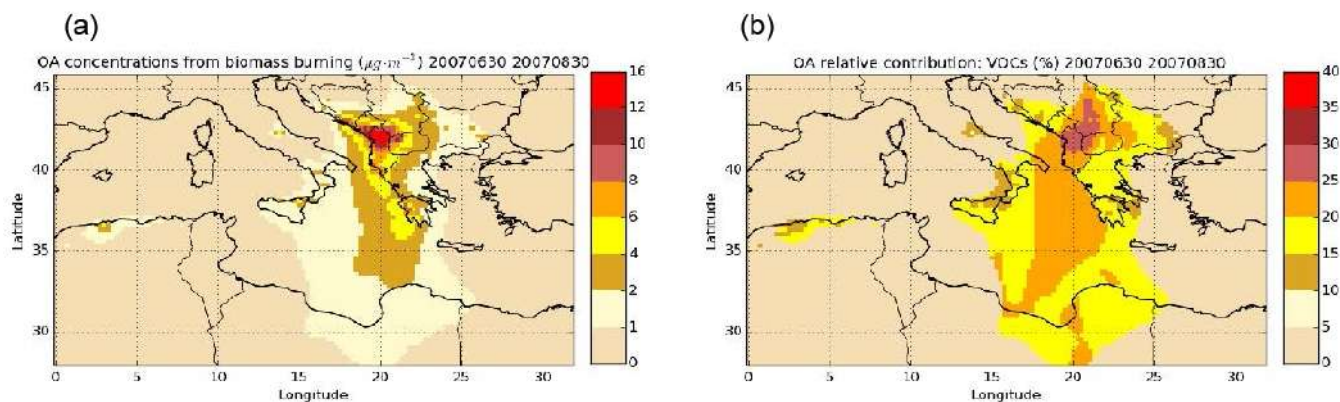 (a)
(b)
OA concentrations from biomass burning (μg·m⁻³) 20070630 20070830
OA relative contribution: VOCs (%) 20070630 20070830
45
40
35
30
Latitude
0 5 10 15 20 25 30
Longitude
16
12
10
8
6
4
2
1
0
45
40
35
30
Latitude
0 5 10 15 20 25 30
Longitude
40
35
30
25
20
15
10
5
0